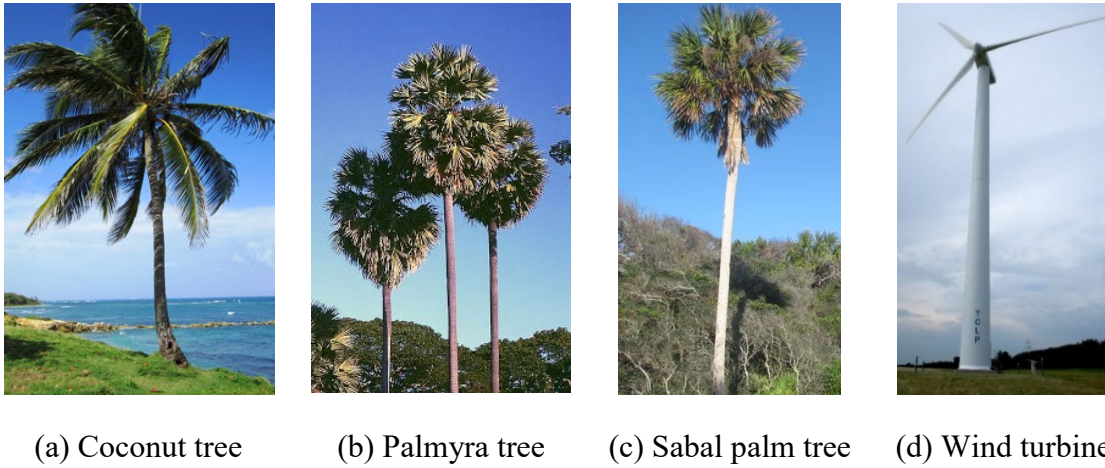 TCLP
(a) Coconut tree
(b) Palmyra tree
(c) Sabal palm tree
(d) Wind turbine